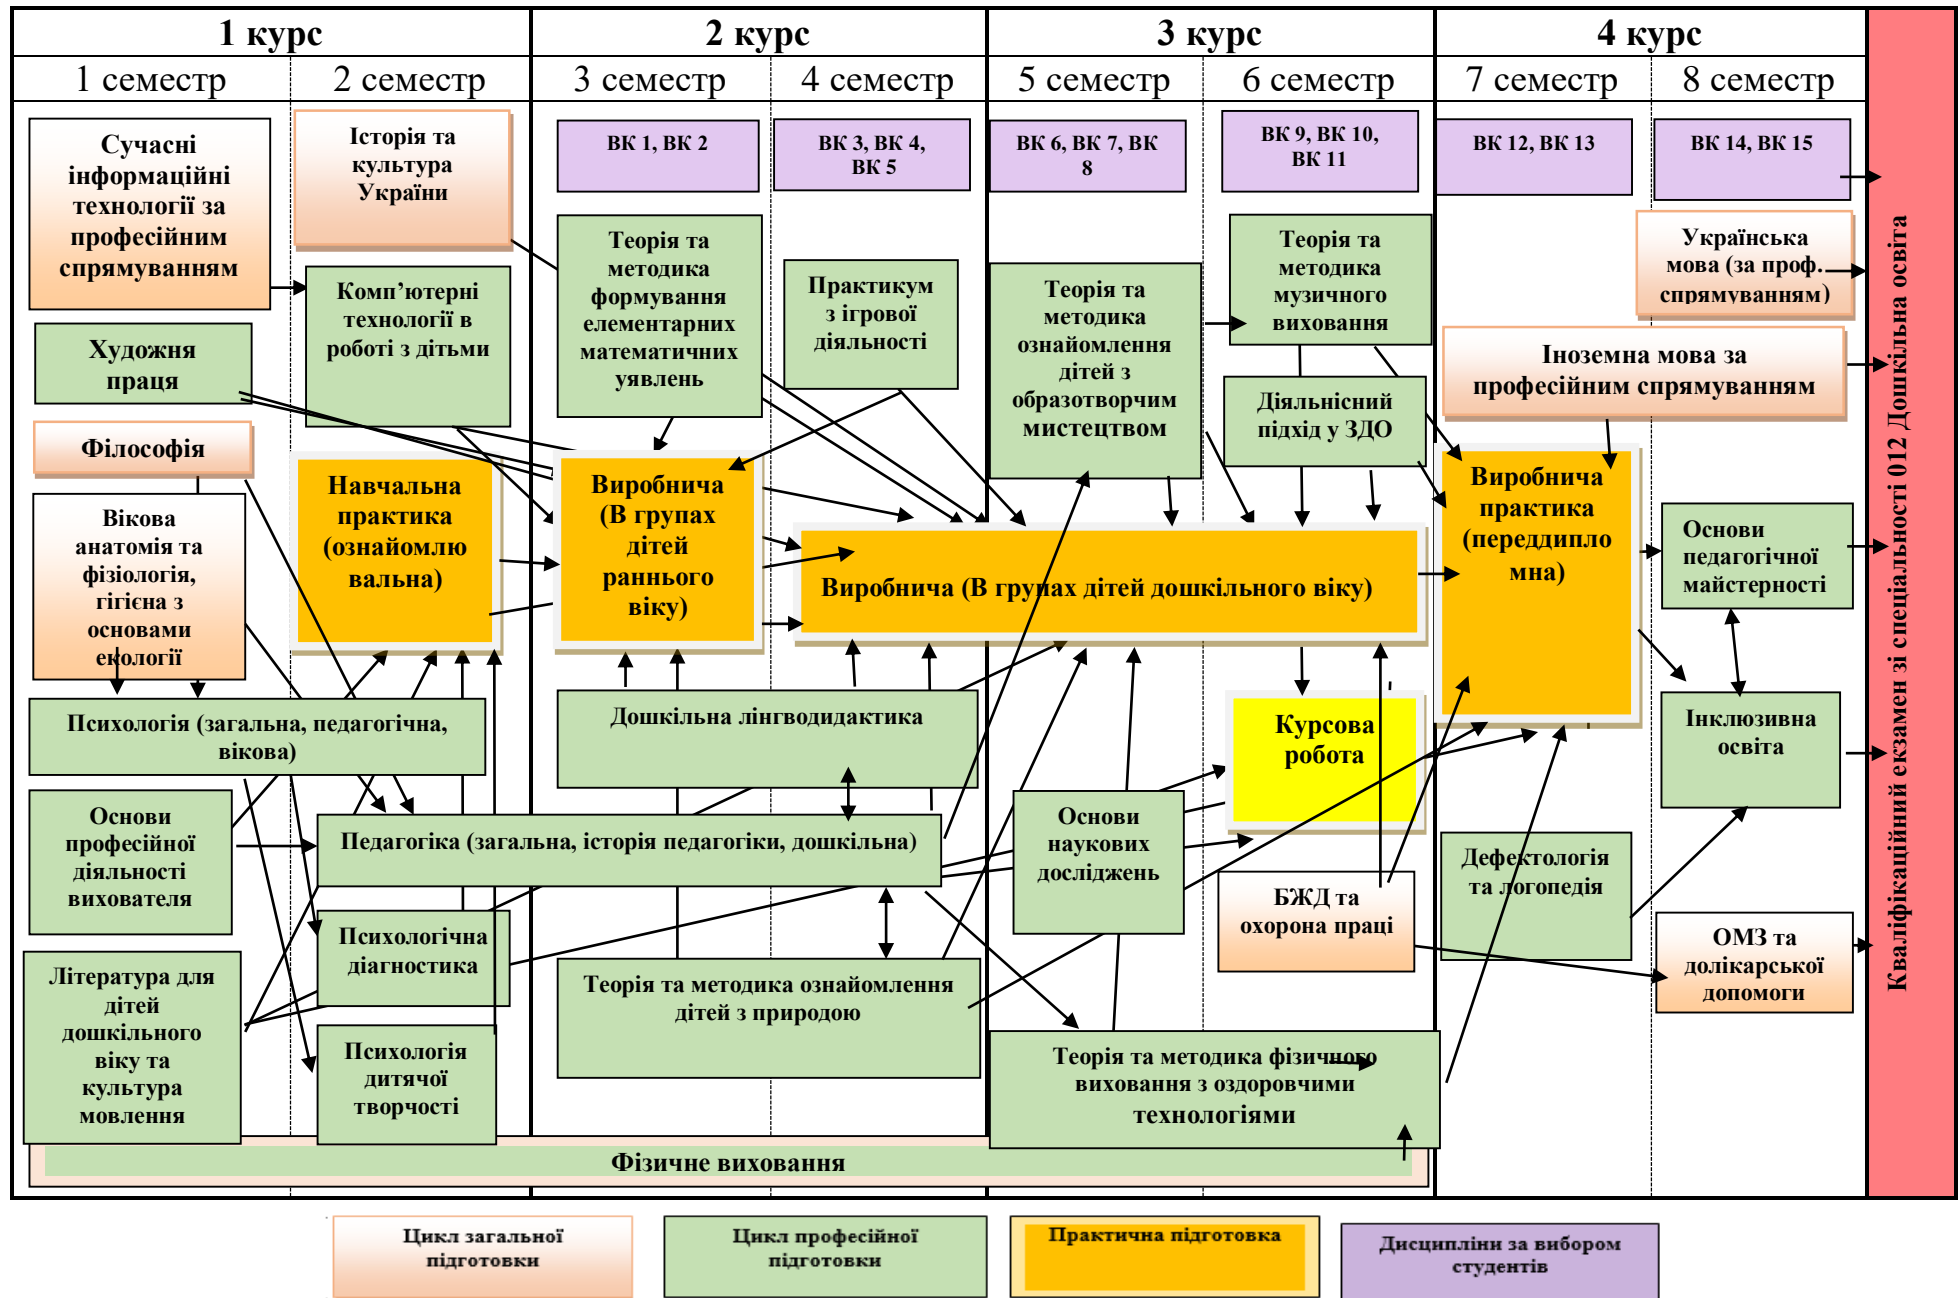 1 курс
2 курс
3 курс
4 курс
1 семестр
2 семестр
3 семестр
4 семестр
5 семестр
6 семестр
7 семестр
8 семестр
Сучасні
інформаційні
технології за
професійним
спрямуванням
Історія та
культура
України
ВК 1, ВК 2
ВК 3, ВК 4,
ВК 5
ВК 6, ВК 7, ВК
8
ВК 9, ВК 10,
ВК 11
ВК 12, ВК 13
ВК 14, ВК 15
Українська
мова (за проф.
спрямуванням)
Теорія та
методика
формування
елементарних
математичних
уявлень
Практикум
з ігрової
діяльності
Теорія та
методика
ознайомлення
дітей з
образотворчим
мистецтвом
Теорія та
методика
музичного
виховання
Комп’ютерні
технології в
роботі з дітьми
Художня
праця
Іноземна мова за
професійним спрямуванням
Діяльнісний
підхід у ЗДО
Філософія
Вікова
анатомія та
фізіологія,
гігієна з
основами
екології
Навчальна
практика
(ознайомлю
вальна)
Виробнича
(В групах
дітей
раннього
віку)
Виробнича (В групах дітей дошкільного віку)
Виробнича
практика
(переддипло
мна)
Основи
педагогічної
майстерності
Психологія (загальна, педагогічна,
вікова)
Дошкільна лінгводидактика
Курсова
робота
Інклюзивна
освіта
Основи
професійної
діяльності
вихователя
Педагогіка (загальна, історія педагогіки, дошкільна)
Основи
наукових
досліджень
БЖД та
охорона праці
Дефектологія
та логопедія
ОМЗ та
долікарської
допомоги
Література для
дітей
дошкільного
віку та
культура
мовлення
Психологічна
діагностика
Теорія та методика ознайомлення
дітей з природою
Психологія
дитячої
творчості
Теорія та методика фізичного
виховання з оздоровчими
технологіями
Фізичне виховання
Кваліфікаційний екзамен зі спеціальності 012 Дошкільна освіта
Цикл загальної
підготовки
Цикл професійної
підготовки
Практична підготовка
Дисципліни за вибором
студентів